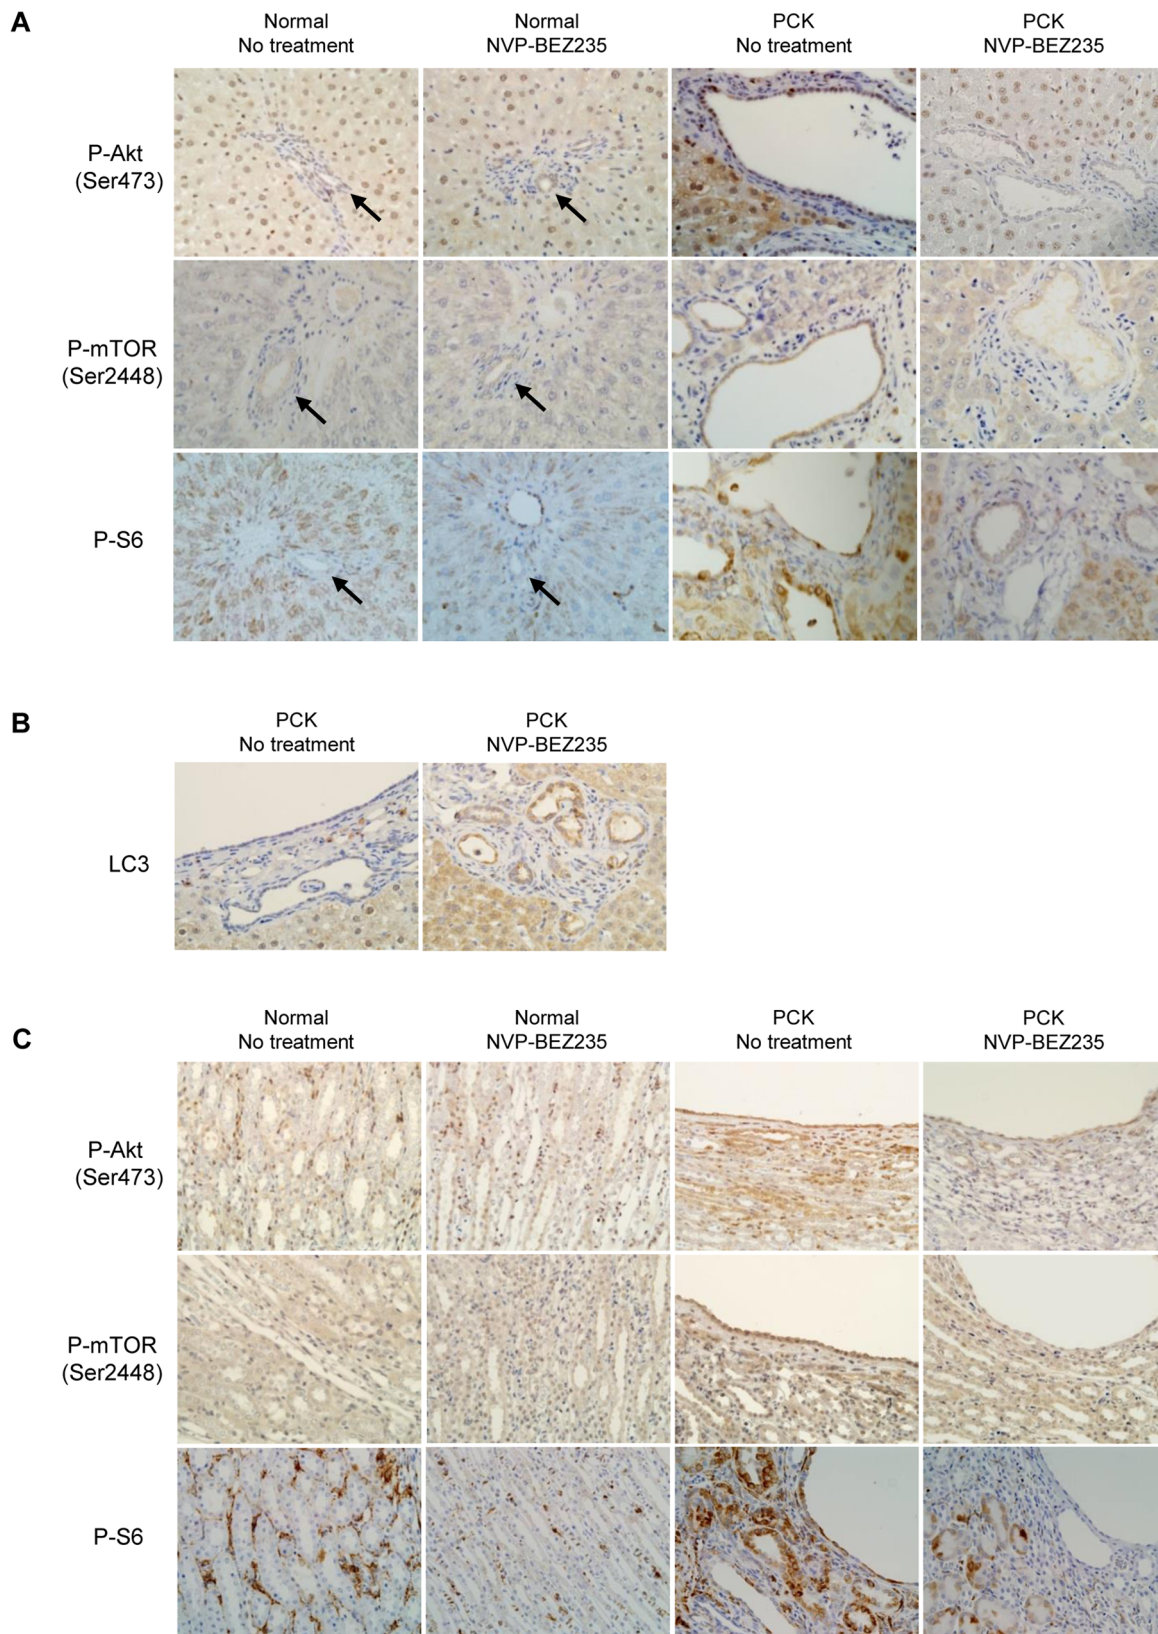 A
Normal
No treatment
Normal
NVP-BEZ235
PCK
No treatment
PCK
NVP-BEZ235
P-Akt
(Ser473)
P-mTOR
(Ser2448)
P-S6
B
PCK
No treatment
PCK
NVP-BEZ235
LC3
C
Normal
No treatment
Normal
NVP-BEZ235
PCK
No treatment
PCK
NVP-BEZ235
P-Akt
(Ser473)
P-mTOR
(Ser2448)
P-S6